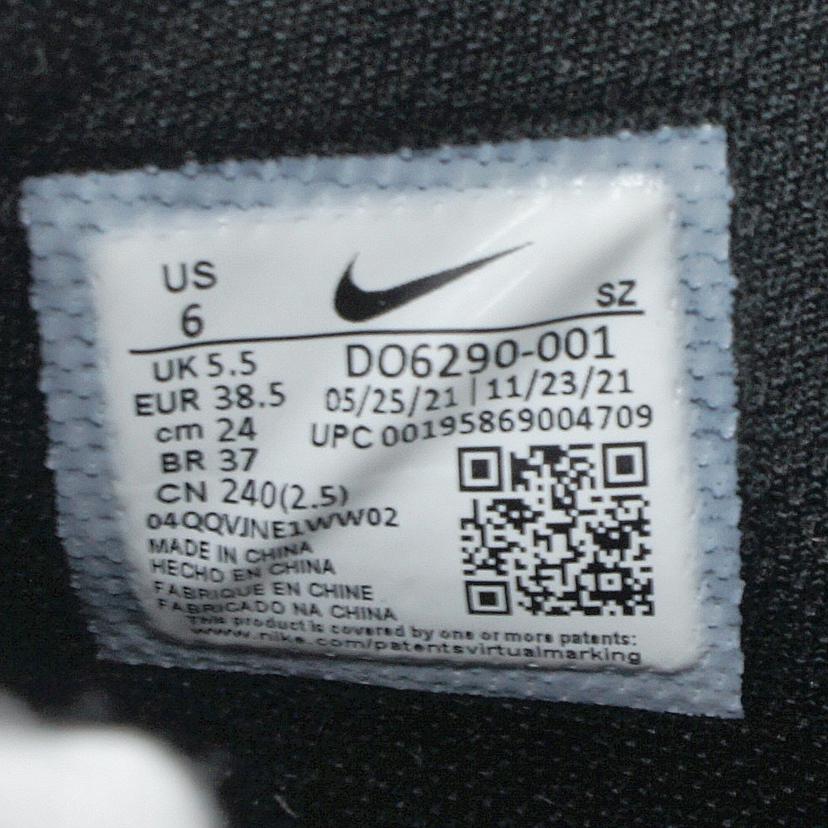 US
6
SZ
UK 5.5
EUR 38.5
cm 24
BR 37
CN 240(2.5)
DO6290-001
05/25/21 | 11/23/21
UPC 00195869004709
04QQVJNE1WW02
MADE IN CHINA
HECHO EN CHINA
FABRIQUE EN CHINE
FABRICADO NA CHINA
This product is covered by one or more patents:
www.nike.com/patentsvirtualmarking